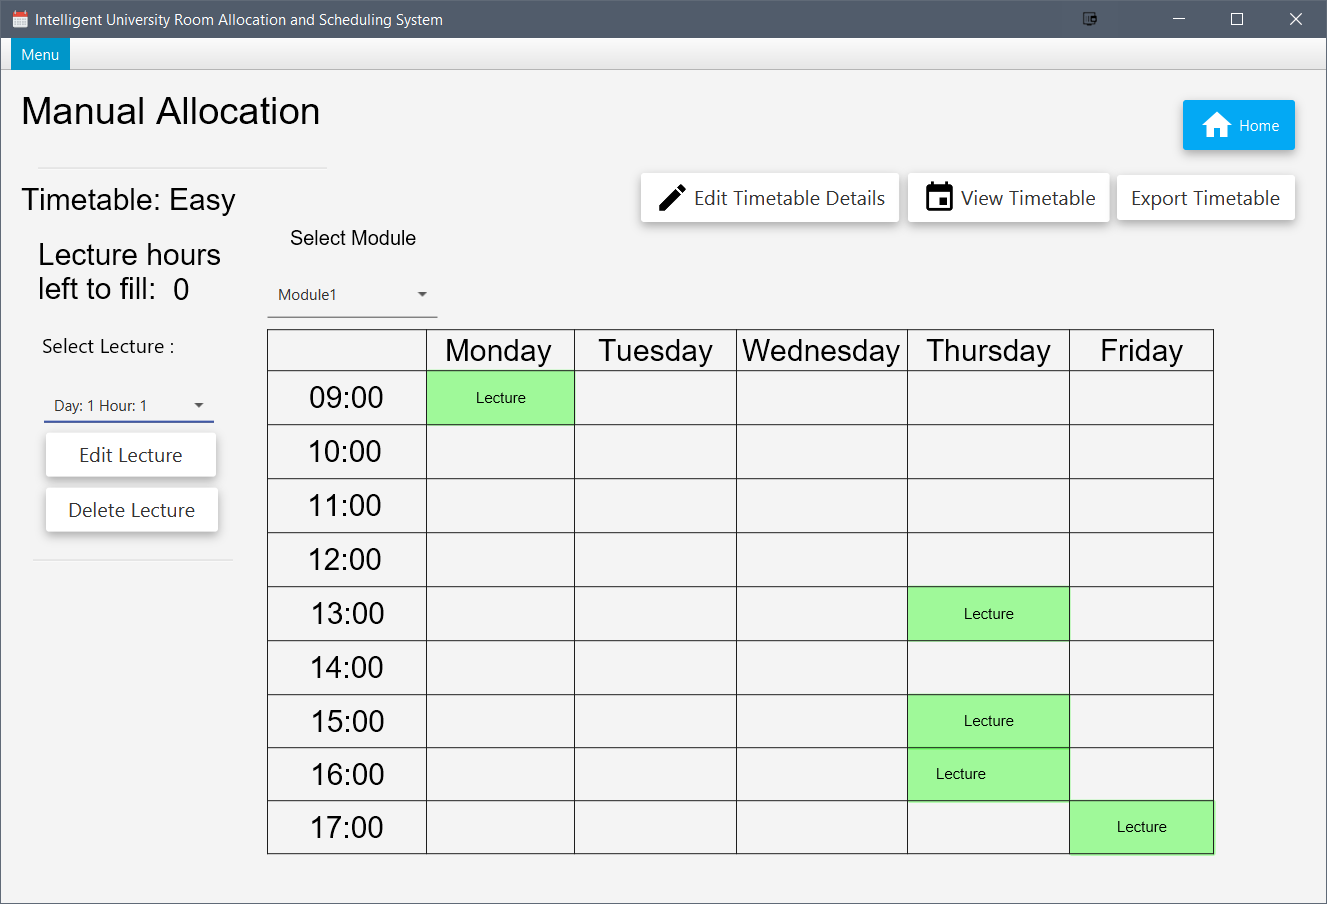 Intelligent University Room Allocation and Scheduling System
Menu
Manual Allocation
Home
Timetable: Easy
Edit Timetable Details
View Timetable
Export Timetable
Select Module
Lecture hours
left to fill: 0
Module1
Select Lecture :
Day: 1 Hour: 1
Edit Lecture
Delete Lecture
Monday Tuesday Wednesday Thursday Friday
09:00 Lecture
10:00
11:00
12:00
13:00 Lecture
14:00
15:00 Lecture
16:00 Lecture
17:00 Lecture